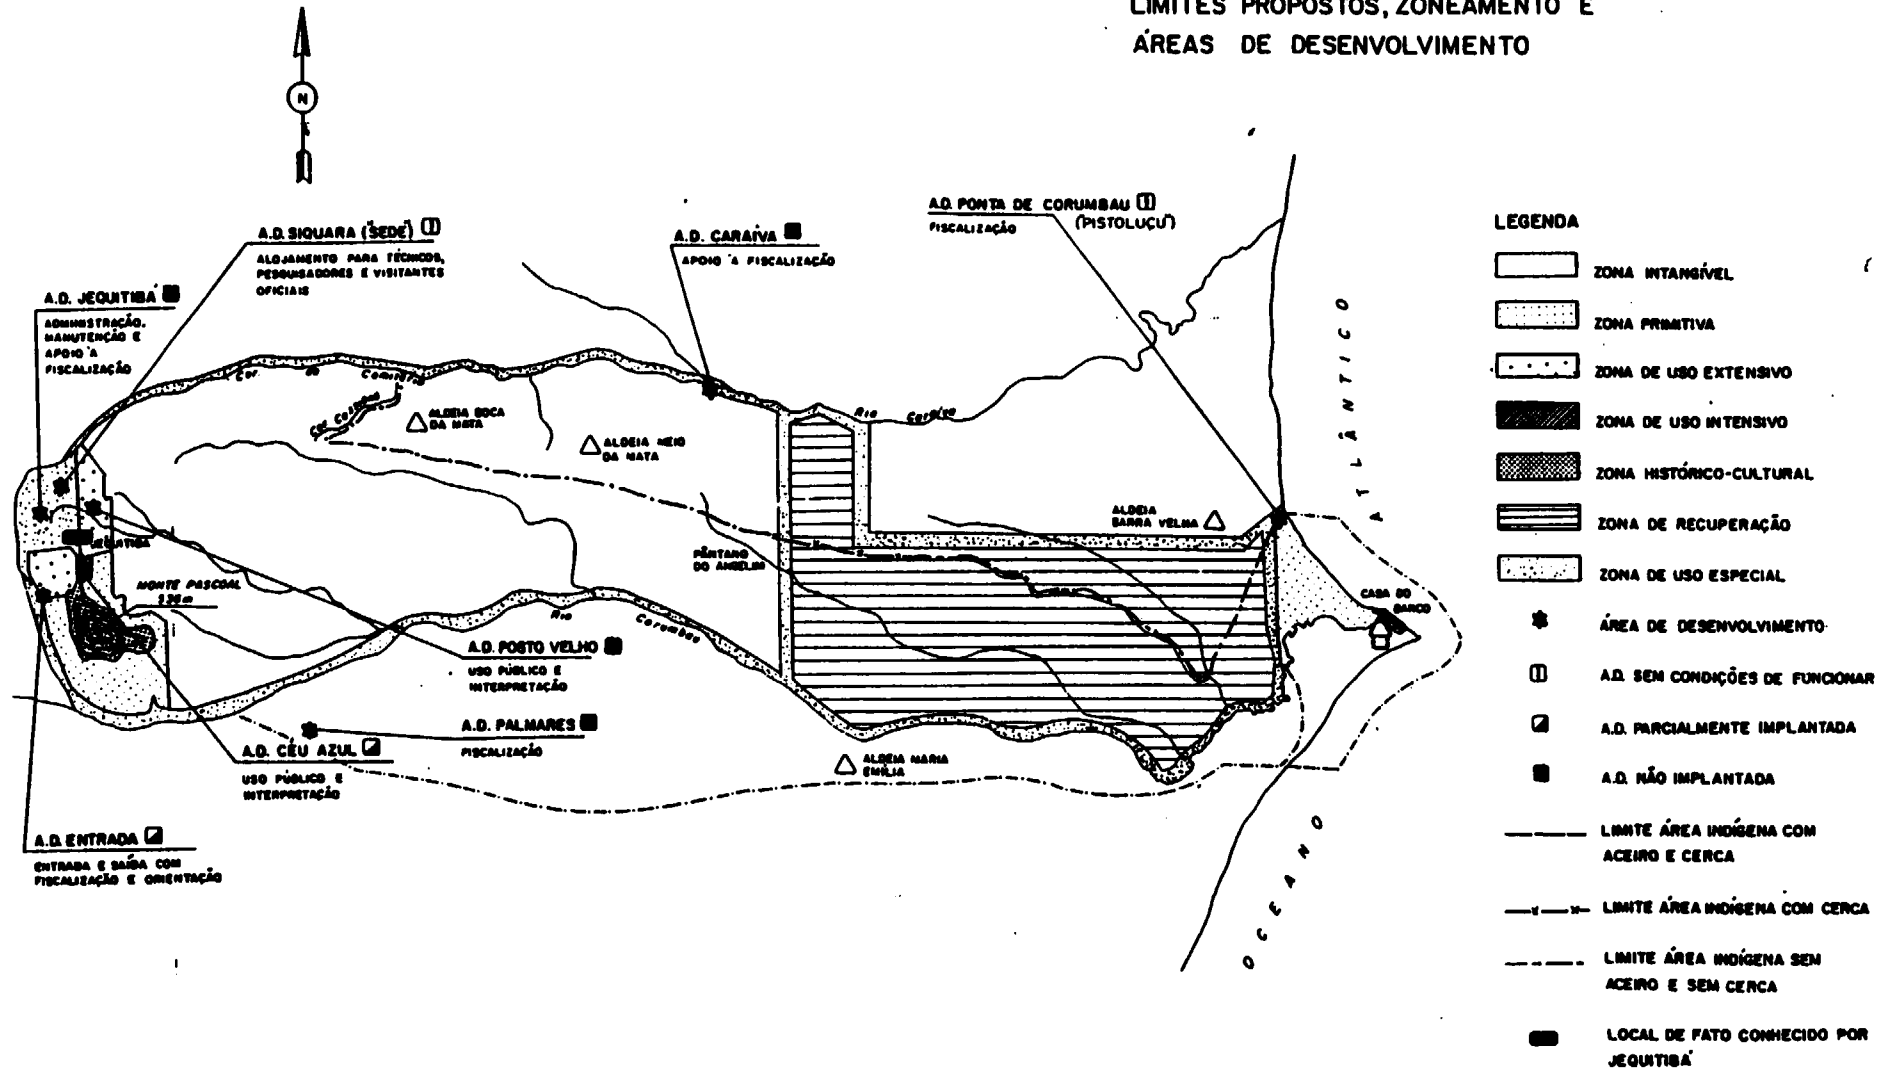 LIMITES PROPOSTOS, ZONEAMENTO E
ÁREAS DE DESENVOLVIMENTO
N
A.D. SIQUARA (SEDE)
ALOJAMENTO PARA TÉCNICOS,
PESQUISADORES E VISITANTES
OFICIAIS
A.D. CARAÍVA
APOIO À FISCALIZAÇÃO
A.D. PONTA DE CORUMBAU
(PISTOLUÇU)
FISCALIZAÇÃO
A.D. JEQUITIBÁ
ADMINISTRAÇÃO,
MANUTENÇÃO E
APOIO À
FISCALIZAÇÃO
Cor. do Cemitério
ALDEIA BOCA
DA MATA
ALDEIA MEIO
DA MATA
Rio Caraíva
ALDEIA
BARRA VELHA
PÂNTANO
DO ANGELIM
JEQUITIBÁ
MONTE PASCOAL
536m
Rio Corumbau
CASA DO
BARCO
A.D. POSTO VELHO
USO PÚBLICO E
INTERPRETAÇÃO
A.D. PALMARES
FISCALIZAÇÃO
A.D. CÉU AZUL
USO PÚBLICO E
INTERPRETAÇÃO
ALDEIA MARIA
EMÍLIA
A.D. ENTRADA
ENTRADA E SAÍDA COM
FISCALIZAÇÃO E ORIENTAÇÃO
OCEANO ATLÂNTICO
LEGENDA
ZONA INTANGÍVEL
ZONA PRIMITIVA
ZONA DE USO EXTENSIVO
ZONA DE USO INTENSIVO
ZONA HISTÓRICO-CULTURAL
ZONA DE RECUPERAÇÃO
ZONA DE USO ESPECIAL
ÁREA DE DESENVOLVIMENTO
A.D. SEM CONDIÇÕES DE FUNCIONAR
A.D. PARCIALMENTE IMPLANTADA
A.D. NÃO IMPLANTADA
LIMITE ÁREA INDÍGENA COM
ACEIRO E CERCA
LIMITE ÁREA INDÍGENA COM CERCA
LIMITE ÁREA INDÍGENA SEM
ACEIRO E SEM CERCA
LOCAL DE FATO CONHECIDO POR
JEQUITIBÁ